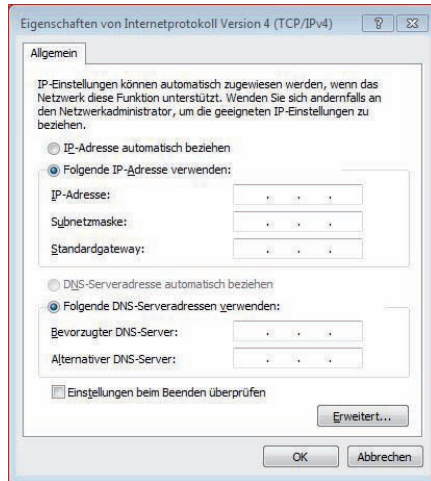 Eigenschaften von Internetprotokoll Version 4 (TCP/IPv4)
Allgemein
IP-Einstellungen können automatisch zugewiesen werden, wenn das
Netzwerk diese Funktion unterstützt. Wenden Sie sich andernfalls an
den Netzwerkadministrator, um die geeigneten IP-Einstellungen zu
beziehen.
IP-Adresse automatisch beziehen
Folgende IP-Adresse verwenden:
IP-Adresse:
Subnetzmaske:
Standardgateway:
DNS-Serveradresse automatisch beziehen
Folgende DNS-Serveradressen verwenden:
Bevorzugter DNS-Server:
Alternativer DNS-Server:
Einstellungen beim Beenden überprüfen
Erweitert...
OK Abbrechen